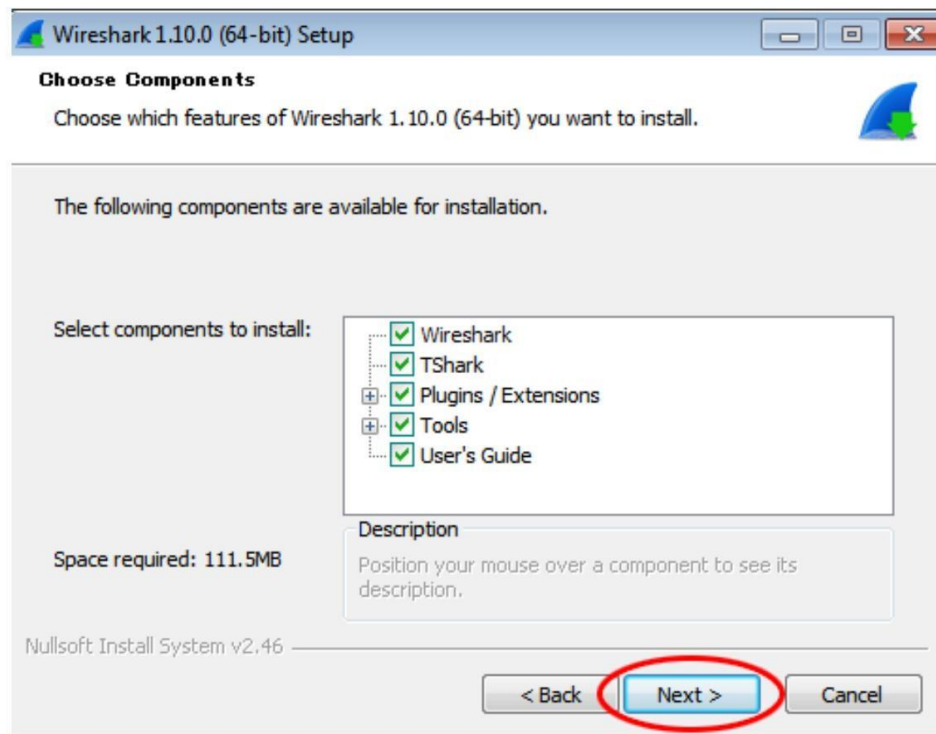 Wireshark 1.10.0 (64-bit) Setup
Choose Components
Choose which features of Wireshark 1.10.0 (64-bit) you want to install.
The following components are available for installation.
Select components to install:
Wireshark
TShark
Plugins / Extensions
Tools
User's Guide
Space required: 111.5MB
Description
Position your mouse over a component to see its
description.
Nullsoft Install System v2.46
< Back
Next >
Cancel